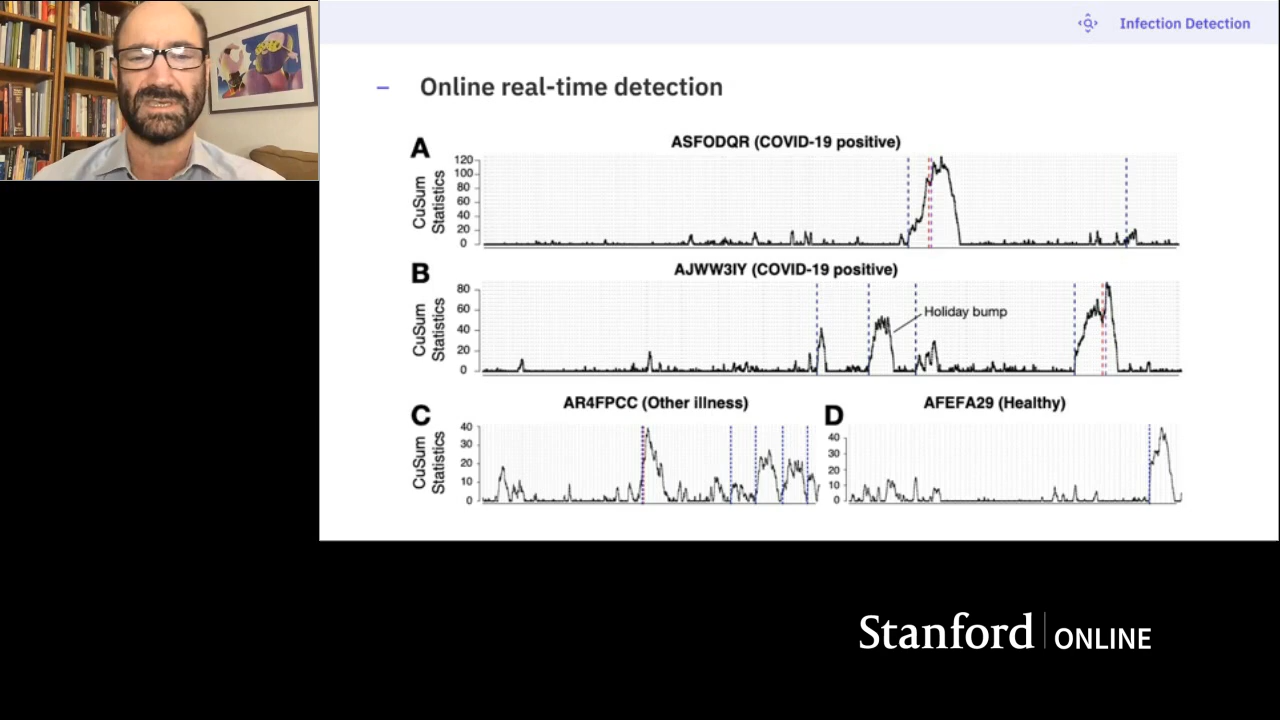 Infection Detection
– Online real-time detection
A
ASFODQR (COVID-19 positive)
CuSum
Statistics
120
100
80
60
40
20
0
B
AJWW3IY (COVID-19 positive)
CuSum
Statistics
80
60
40
20
0
Holiday bump
C
AR4FPCC (Other illness)
CuSum
Statistics
40
30
20
10
0
D
AFEFA29 (Healthy)
40
30
20
10
0
Stanford ONLINE